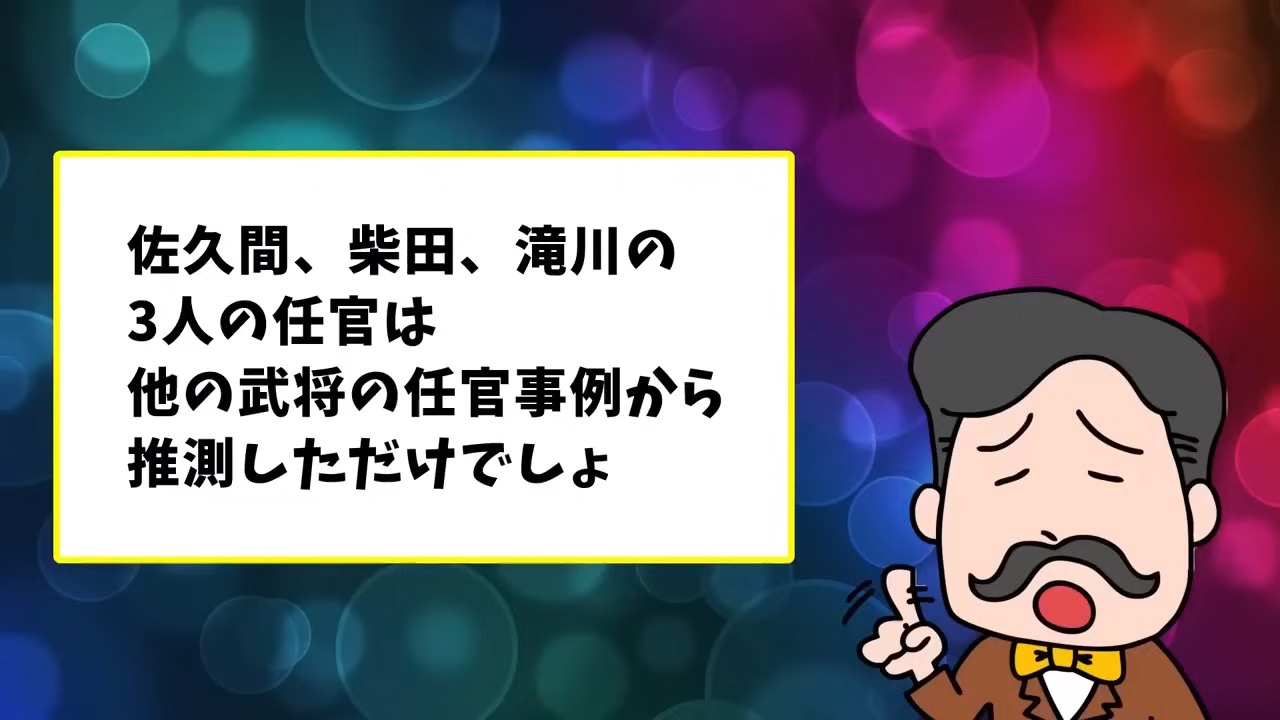 佐久間、柴田、滝川の
3人の任官は
他の武将の任官事例から
推測しただけでしょ